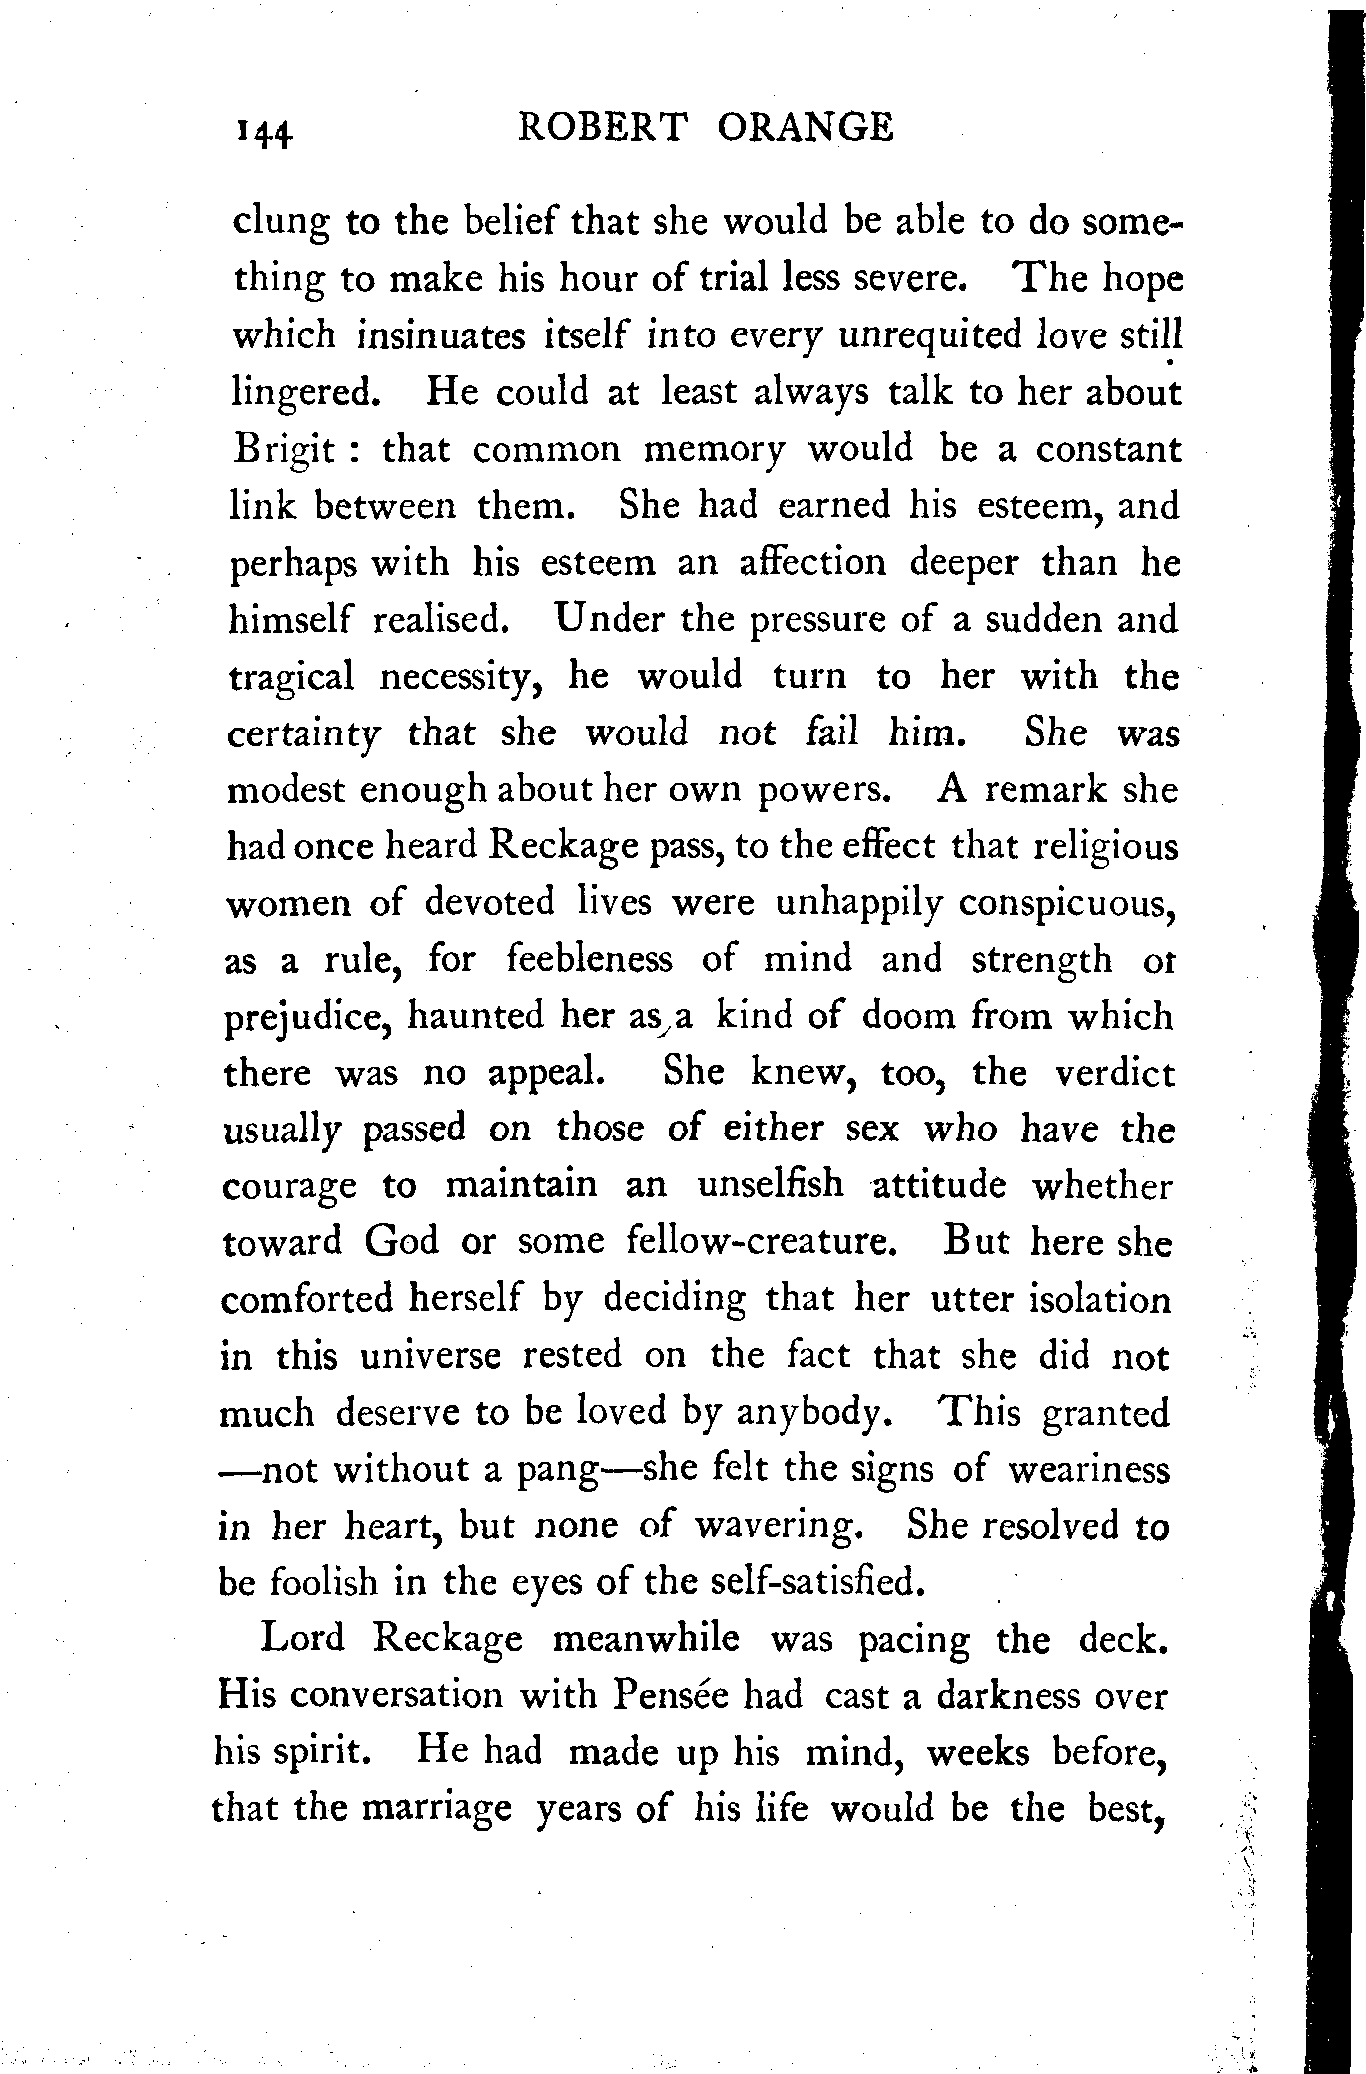 144 ROBERT ORANGE
clung to the belief that she would be able to do some-
thing to make his hour of trial less severe. The hope
which insinuates itself into every unrequited love still
lingered. He could at least always talk to her about
Brigit : that common memory would be a constant
link between them. She had earned his esteem, and
perhaps with his esteem an affection deeper than he
himself realised. Under the pressure of a sudden and
tragical necessity, he would turn to her with the
certainty that she would not fail him. She was
modest enough about her own powers. A remark she
had once heard Reckage pass, to the effect that religious
women of devoted lives were unhappily conspicuous,
as a rule, for feebleness of mind and strength or
prejudice, haunted her as a kind of doom from which
there was no appeal. She knew, too, the verdict
usually passed on those of either sex who have the
courage to maintain an unselfish attitude whether
toward God or some fellow-creature. But here she
comforted herself by deciding that her utter isolation
in this universe rested on the fact that she did not
much deserve to be loved by anybody. This granted
—not without a pang—she felt the signs of weariness
in her heart, but none of wavering. She resolved to
be foolish in the eyes of the self-satisfied.
Lord Reckage meanwhile was pacing the deck.
His conversation with Pensée had cast a darkness over
his spirit. He had made up his mind, weeks before,
that the marriage years of his life would be the best,